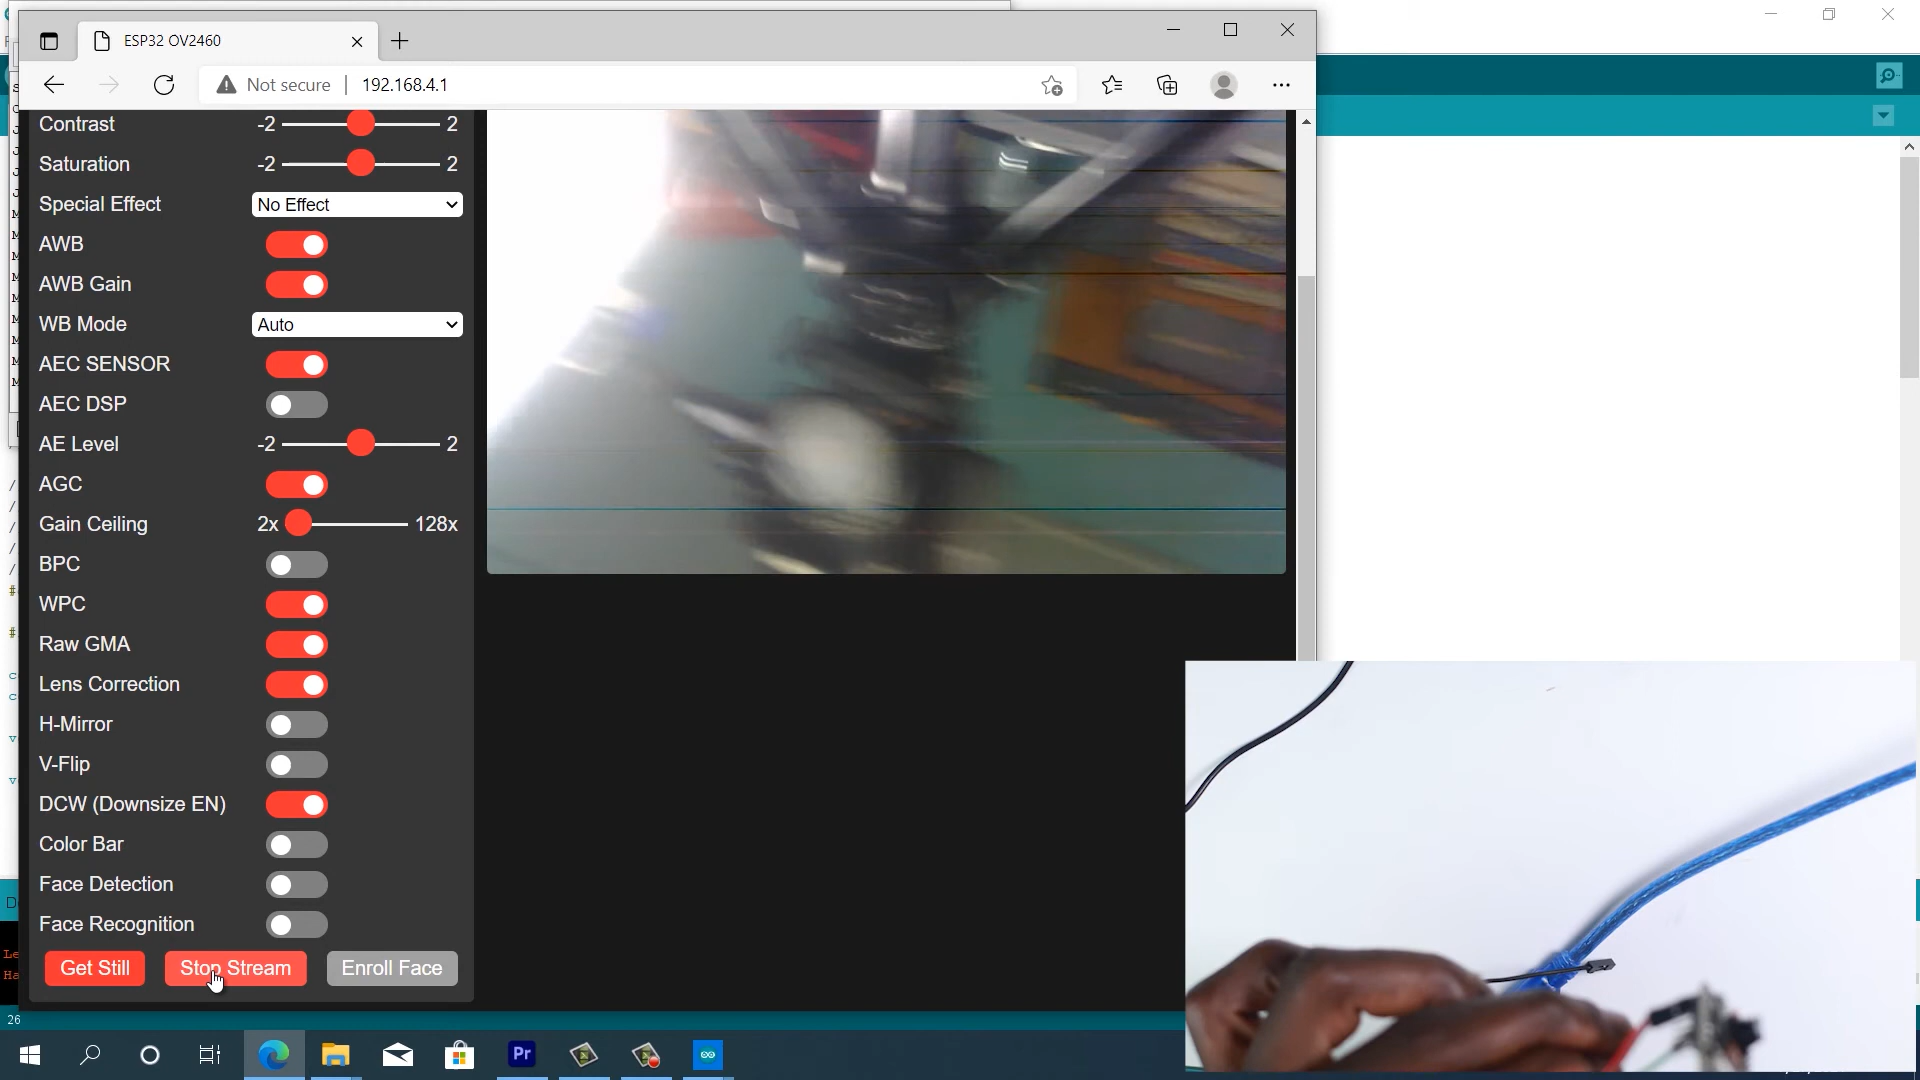 ESP32 OV2460
Not secure | 192.168.4.1
Contrast -2 2
Saturation -2 2
Special Effect No Effect
AWB
AWB Gain
WB Mode Auto
AEC SENSOR
AEC DSP
AE Level -2 2
AGC
Gain Ceiling 2x 128x
BPC
WPC
Raw GMA
Lens Correction
H-Mirror
V-Flip
DCW (Downsize EN)
Color Bar
Face Detection
Face Recognition
Get Still Stop Stream Enroll Face
26
Pr